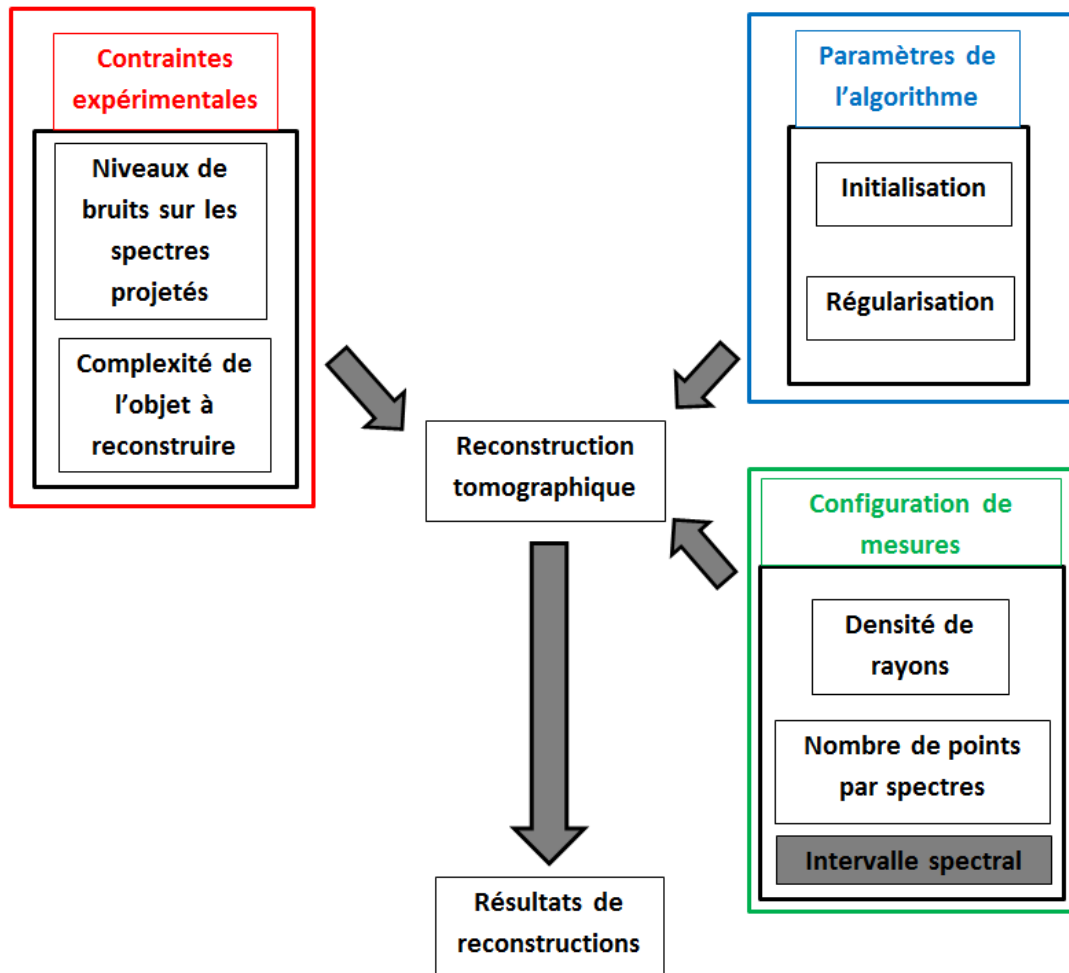 Contraintes
expérimentales
Niveaux de
bruits sur les
spectres
projetés
Complexité de
l'objet à
reconstruire
Paramètres de
l'algorithme
Initialisation
Régularisation
Reconstruction
tomographique
Configuration de
mesures
Densité de
rayons
Nombre de points
par spectres
Intervalle spectral
Résultats de
reconstructions